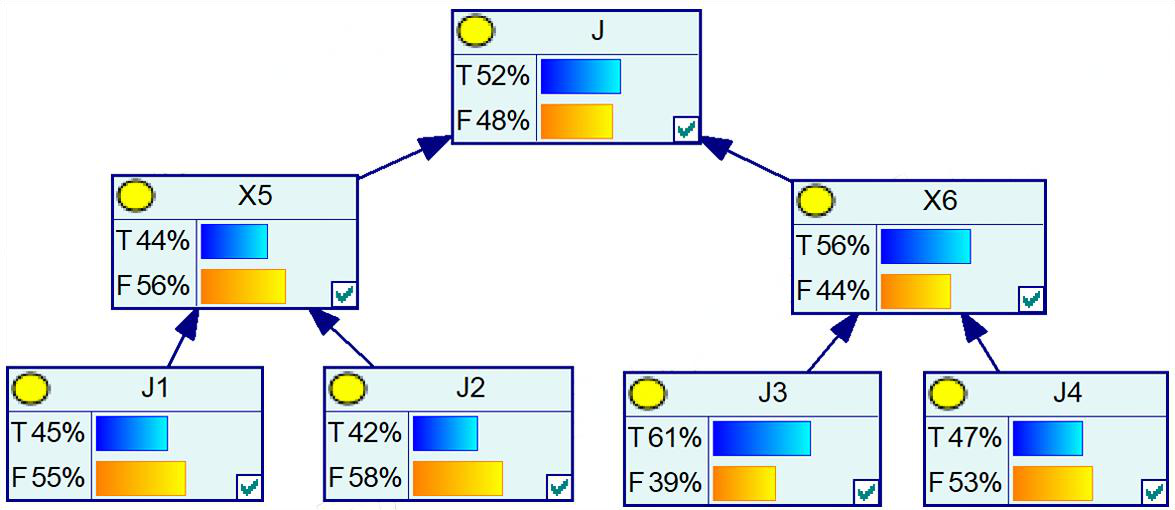 J
T 52%
F 48%
X5
T 44%
F 56%
X6
T 56%
F 44%
J1
T 45%
F 55%
J2
T 42%
F 58%
J3
T 61%
F 39%
J4
T 47%
F 53%